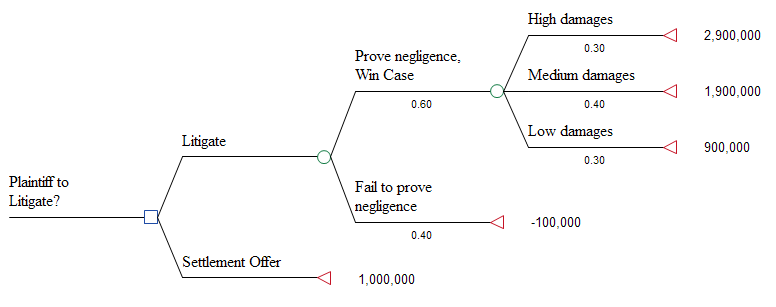 High damages
2,900,000
0.30
Prove negligence,
Win Case
Medium damages
1,900,000
0.60
0.40
Low damages
900,000
0.30
Litigate
Plaintiff to
Litigate?
Fail to prove
negligence
-100,000
0.40
Settlement Offer
1,000,000